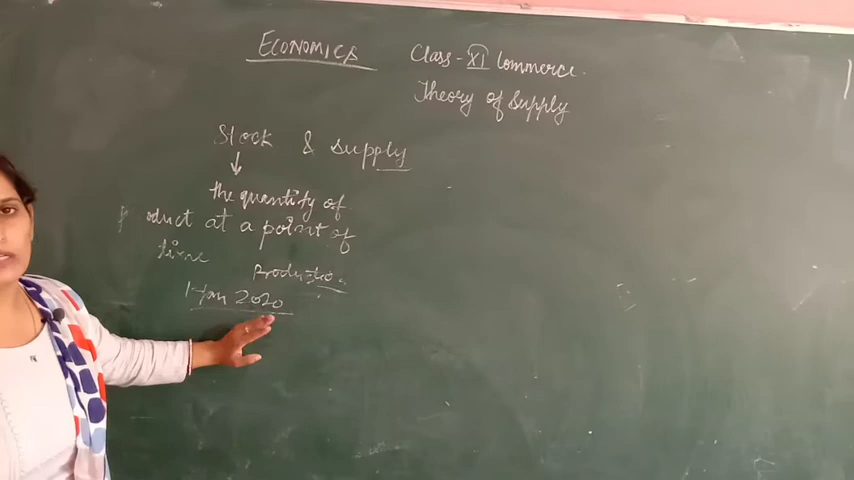 Economics
Class - XI Commerce.
Theory of Supply
Stock & supply
the quantity of
product at a point of
time
Production
1 Jan 2020